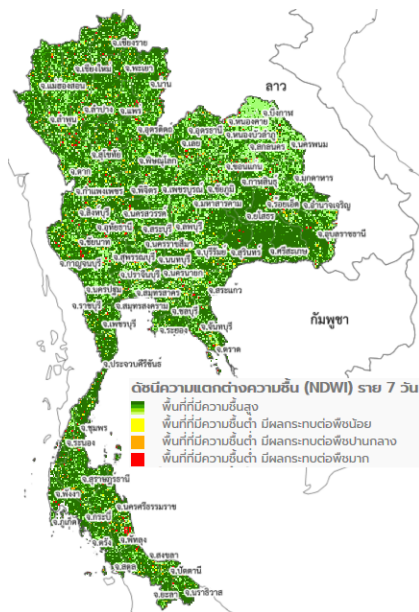 จ.เชียงราย
จ.เชียงใหม่ จ.พะเยา
จ.แม่ฮ่องสอน จ.น่าน
จ.ลำปาง จ.แพร่
จ.ลำพูน
จ.อุตรดิตถ์ จ.อุดรธานี จ.หนองคาย จ.บึงกาฬ
ลาว
จ.เลย จ.หนองบัวลำภู
จ.สุโขทัย จ.สกลนคร จ.นครพนม
จ.ตาก จ.พิษณุโลก จ.ขอนแก่น
จ.กาฬสินธุ์ จ.มุกดาหาร
จ.กำแพงเพชร จ.พิจิตร จ.เพชรบูรณ์ จ.ชัยภูมิ
จ.มหาสารคาม จ.ร้อยเอ็ด จ.อำนาจเจริญ
จ.สิงห์บุรี จ.นครสวรรค์ จ.ยโสธร
จ.อุทัยธานี จ.สระบุรี จ.ลพบุรี
จ.อุบลราชธานี
จ.ชัยนาท จ.นครราชสีมา จ.บุรีรัมย์ จ.สุรินทร์ จ.ศรีสะเกษ
จ.กาญจนบุรี จ.สุพรรณบุรี จ.นนทบุรี
จ.ปราจีนบุรี จ.นครนายก
จ.นครปฐม จ.สมุทรสาคร จ.สระแก้ว
จ.ราชบุรี จ.สมุทรสงคราม จ.ชลบุรี
จ.เพชรบุรี จ.ระยอง จ.จันทบุรี
กัมพูชา
จ.ตราด
จ.ประจวบคีรีขันธ์
ดัชนีความแตกต่างความชื้น (NDWI) ราย 7 วัน
พื้นที่ที่มีความชื้นสูง
พื้นที่ที่มีความชื้นต่ำ มีผลกระทบต่อพืชน้อย
พื้นที่ที่มีความชื้นต่ำ มีผลกระทบต่อพืชปานกลาง
พื้นที่ที่มีความชื้นต่ำ มีผลกระทบต่อพืชมาก
จ.ชุมพร
จ.ระนอง
จ.สุราษฎร์ธานี
จ.พังงา จ.นครศรีธรรมราช
จ.ภูเก็ต จ.กระบี่
จ.ตรัง จ.พัทลุง
จ.สงขลา
จ.สตูล จ.ปัตตานี
จ.ยะลา จ.นราธิวาส